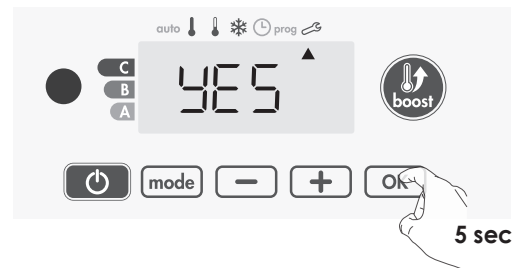 auto prog
C
B
A
YES
boost
mode - + OK
5 sec